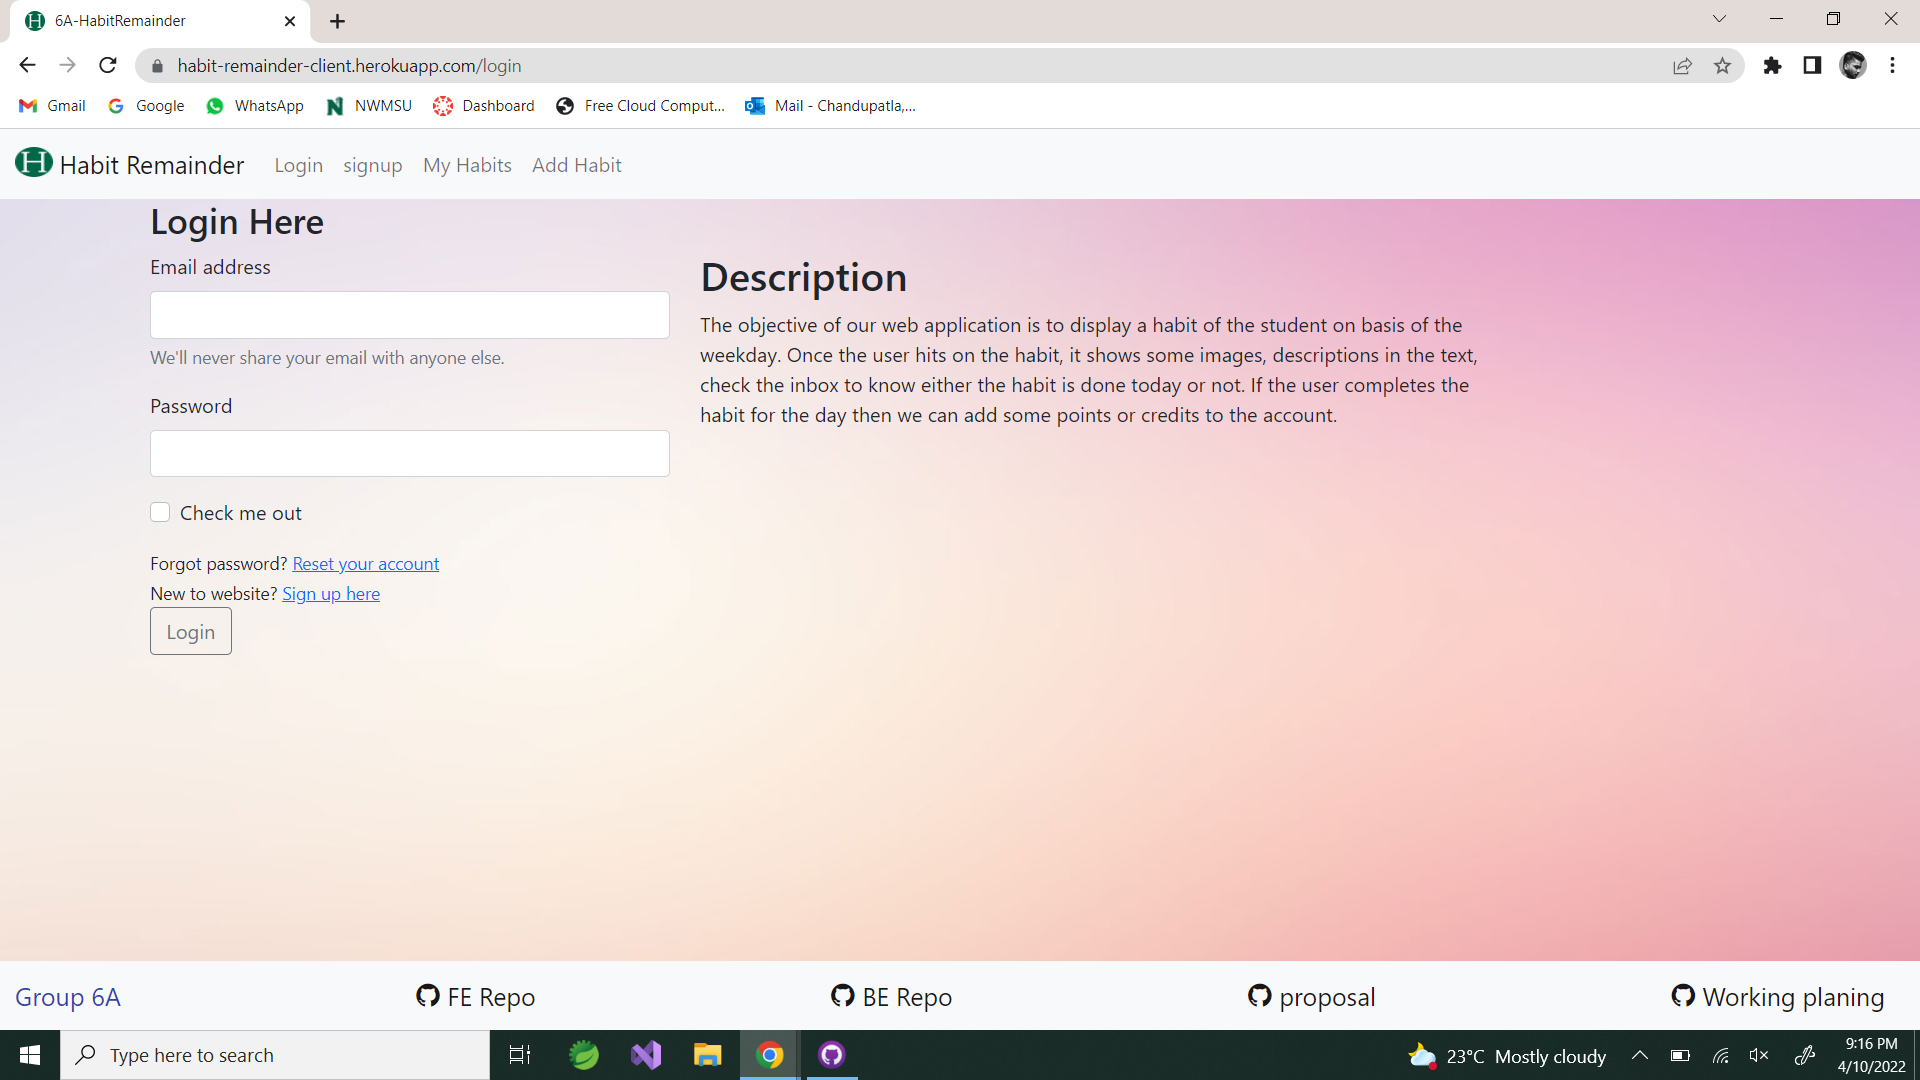 6A-HabitRemainder
habit-remainder-client.herokuapp.com/login
Gmail Google WhatsApp NWMSU Dashboard Free Cloud Comput... Mail - Chandupatla,...
H Habit Remainder Login signup My Habits Add Habit
Login Here
Email address
We'll never share your email with anyone else.
Password
Check me out
Forgot password? Reset your account
New to website? Sign up here
Login
Description
The objective of our web application is to display a habit of the student on basis of the
weekday. Once the user hits on the habit, it shows some images, descriptions in the text,
check the inbox to know either the habit is done today or not. If the user completes the
habit for the day then we can add some points or credits to the account.
Group 6A FE Repo BE Repo proposal Working planing
Type here to search
23°C Mostly cloudy
9:16 PM
4/10/2022